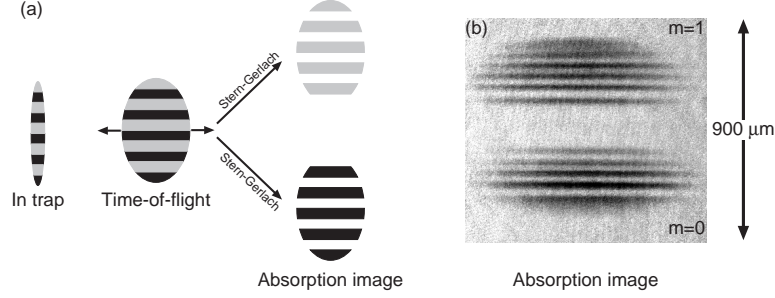 (a)
In trap
Time-of-flight
Stern-Gerlach
Stern-Gerlach
Absorption image
(b)
m=1
m=0
900 µm
Absorption image